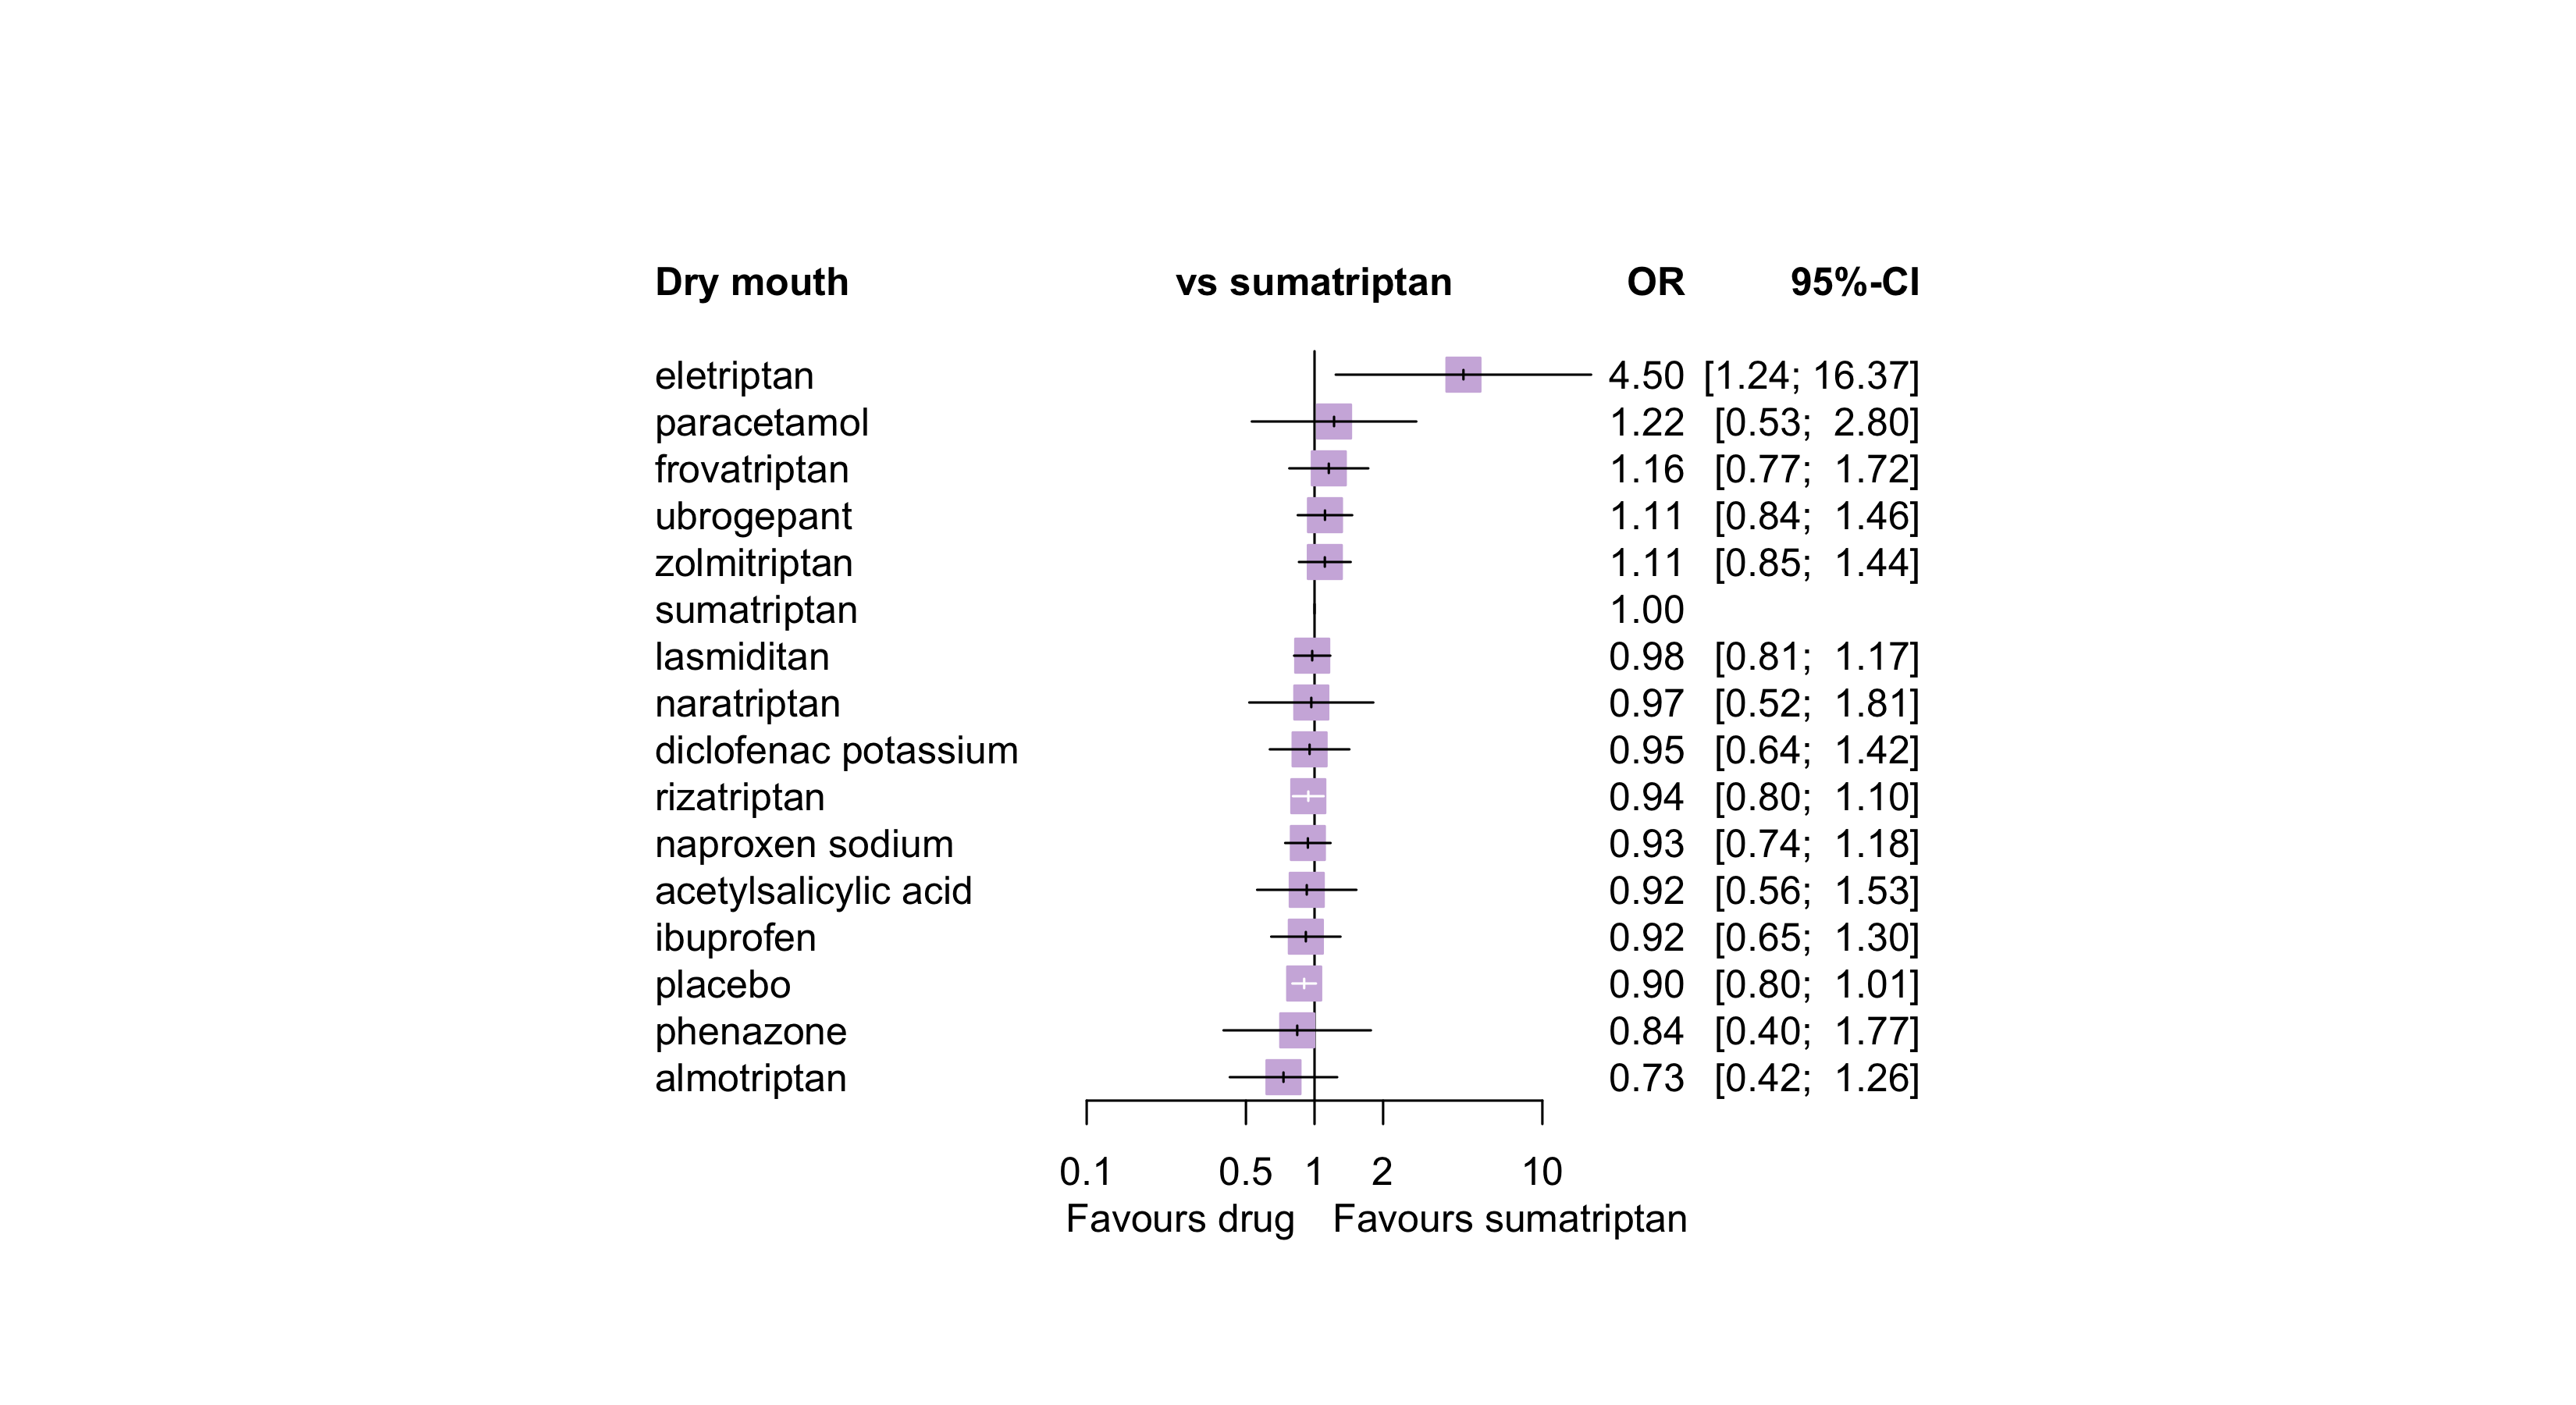 Dry mouth vs sumatriptan OR 95%-CI
eletriptan 4.50 [1.24; 16.37]
paracetamol 1.22 [0.53; 2.80]
frovatriptan 1.16 [0.77; 1.72]
ubrogepant 1.11 [0.84; 1.46]
zolmitriptan 1.11 [0.85; 1.44]
sumatriptan 1.00
lasmiditan 0.98 [0.81; 1.17]
naratriptan 0.97 [0.52; 1.81]
diclofenac potassium 0.95 [0.64; 1.42]
rizatriptan 0.94 [0.80; 1.10]
naproxen sodium 0.93 [0.74; 1.18]
acetylsalicylic acid 0.92 [0.56; 1.53]
ibuprofen 0.92 [0.65; 1.30]
placebo 0.90 [0.80; 1.01]
phenazone 0.84 [0.40; 1.77]
almotriptan 0.73 [0.42; 1.26]
0.1 0.5 1 2 10
Favours drug Favours sumatriptan